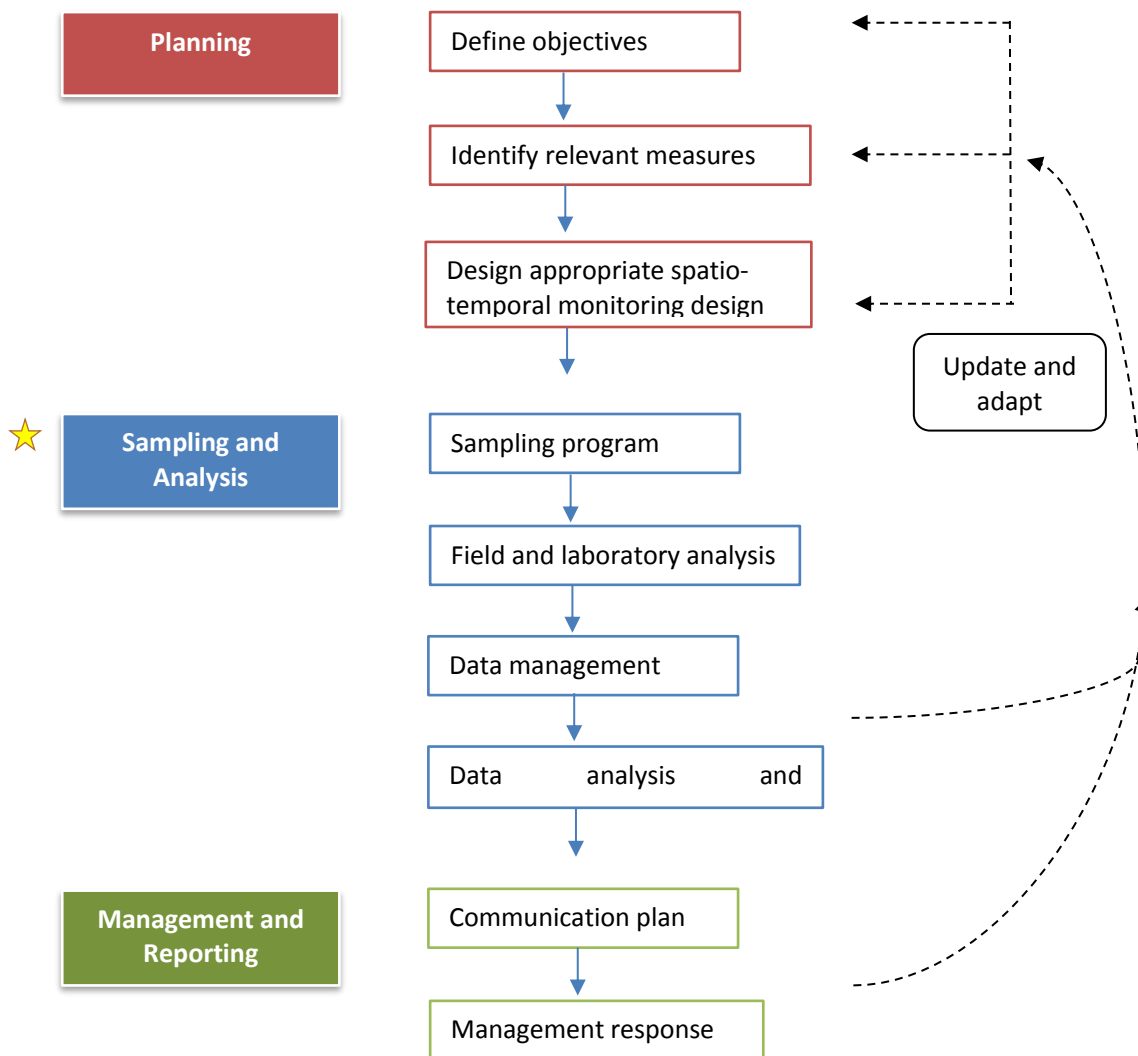 Planning
Define objectives
Identify relevant measures
Design appropriate spatio-
temporal monitoring design
Update and
adapt
Sampling and
Analysis
Sampling program
Field and laboratory analysis
Data management
Data analysis and
Management and
Reporting
Communication plan
Management response